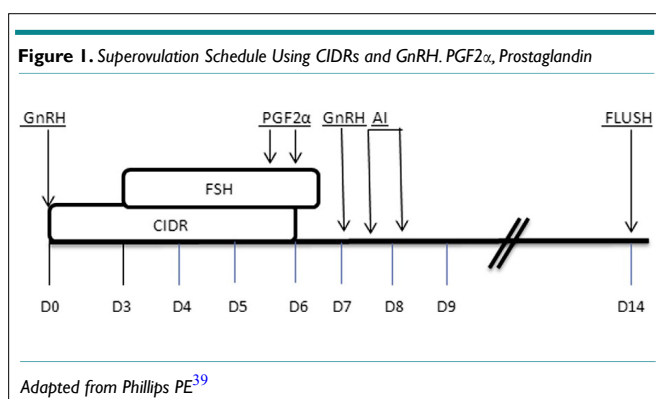 Figure 1. Superovulation Schedule Using CIDRs and GnRH. PGF2α, Prostaglandin
GnRH PGF2α GnRH AI FLUSH
FSH
CIDR
D0 D3 D4 D5 D6 D7 D8 D9 D14
Adapted from Phillips PE39